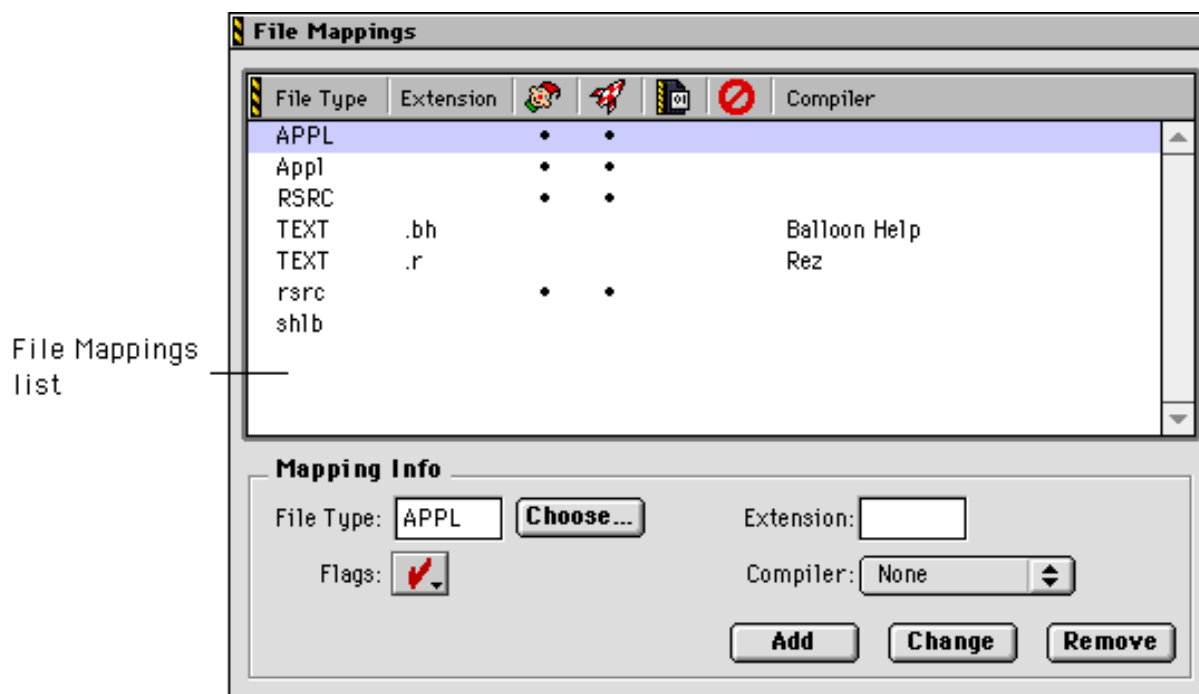 File Mappings
File Type Extension Compiler
APPL • •
Appl • •
RSRC • •
TEXT .bh Balloon Help
TEXT .r Rez
rsrc • •
shlb
File Mappings
list
Mapping Info
File Type: APPL Choose... Extension:
Flags: Compiler: None
Add Change Remove